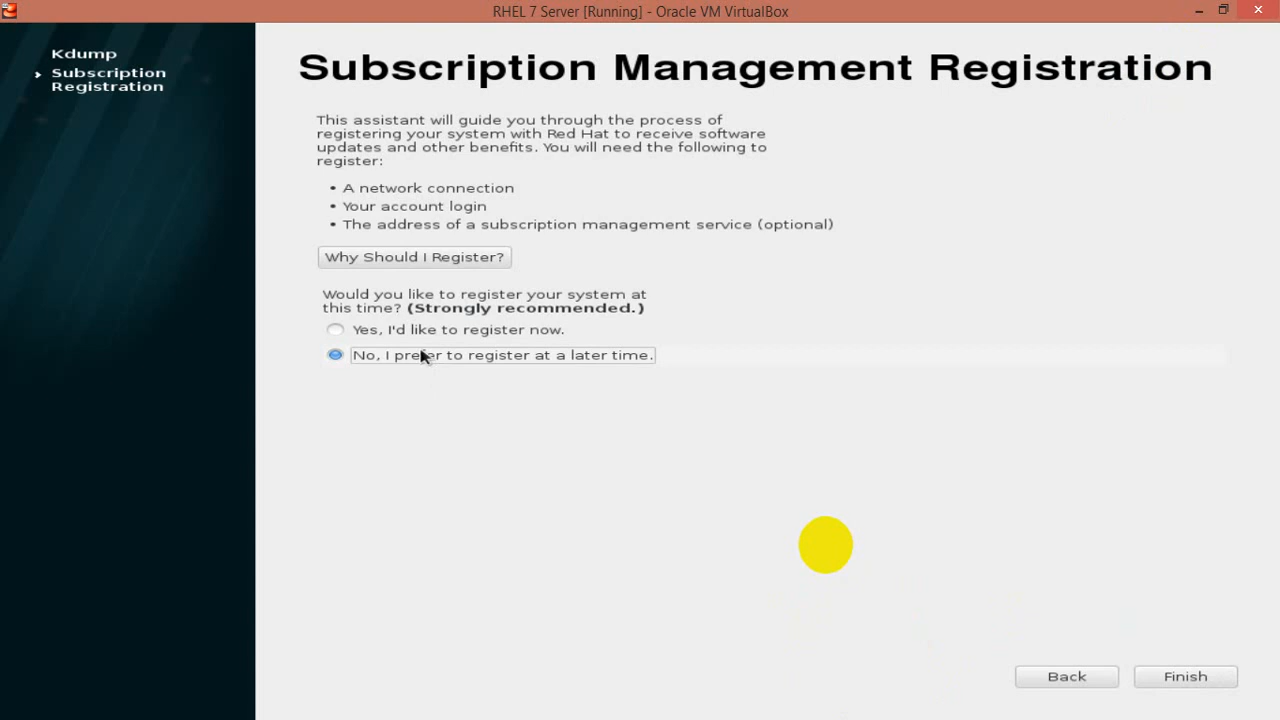 RHEL 7 Server [Running] - Oracle VM VirtualBox
Kdump
Subscription
Registration
Subscription Management Registration
This assistant will guide you through the process of
registering your system with Red Hat to receive software
updates and other benefits. You will need the following to
register:
• A network connection
• Your account login
• The address of a subscription management service (optional)
Why Should I Register?
Would you like to register your system at
this time? (Strongly recommended.)
Yes, I'd like to register now.
No, I prefer to register at a later time.
Back
Finish